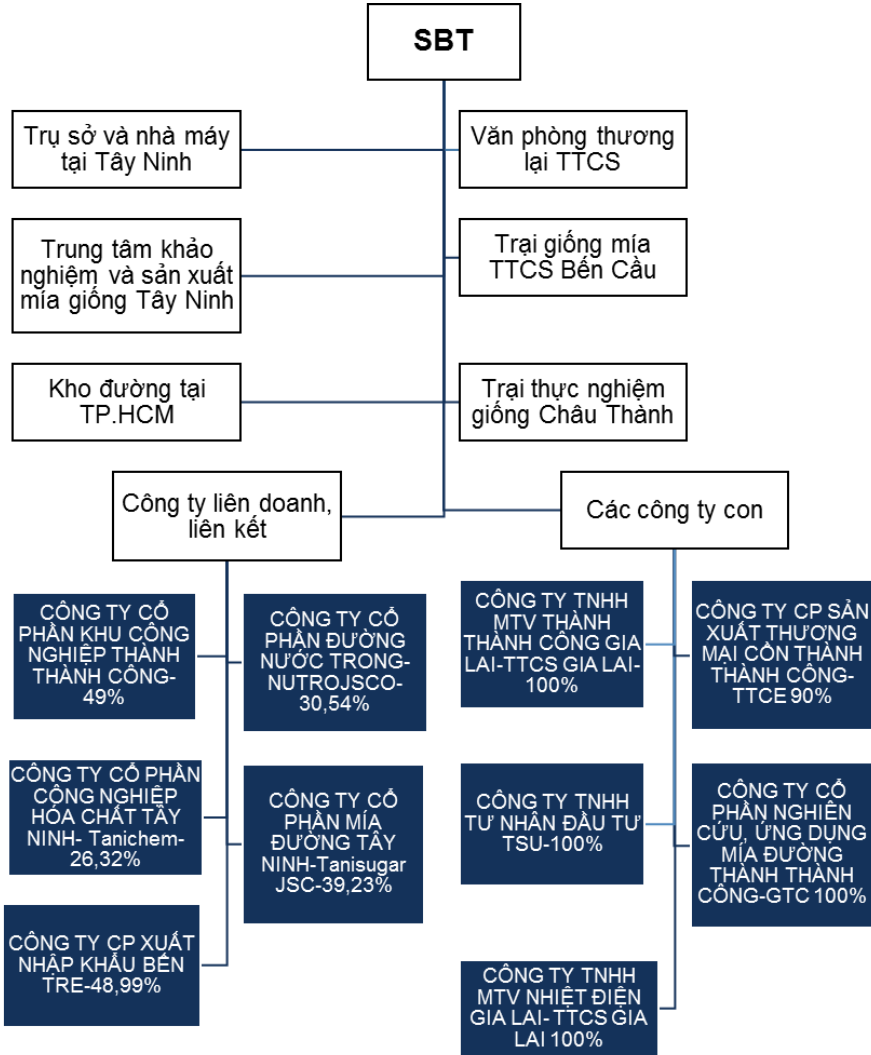 SBT
Trụ sở và nhà máy
tại Tây Ninh
Văn phòng thương
lại TTCS
Trung tâm khảo
nghiệm và sản xuất
mía giống Tây Ninh
Trại giống mía
TTCS Bến Cầu
Kho đường tại
TP.HCM
Trại thực nghiệm
giống Châu Thành
Công ty liên doanh,
liên kết
Các công ty con
CÔNG TY CỔ
PHẦN KHU CÔNG
NGHIỆP THÀNH
THÀNH CÔNG-
49%
CÔNG TY CỔ
PHẦN ĐƯỜNG
NƯỚC TRONG-
NUTROJSCO-
30,54%
CÔNG TY CỔ PHẦN
CÔNG NGHIỆP
HÓA CHẤT TÂY
NINH- Tanichem-
26,32%
CÔNG TY CỔ
PHẦN MÍA
ĐƯỜNG TÂY
NINH-Tanisugar
JSC-39,23%
CÔNG TY CP XUẤT
NHẬP KHẨU BẾN
TRE-48,99%
CÔNG TY TNHH
MTV THÀNH
THÀNH CÔNG GIA
LAI-TTCS GIA LAI-
100%
CÔNG TY CP SẢN
XUẤT THƯƠNG
MẠI CỒN THÀNH
THÀNH CÔNG-
TTCE 90%
CÔNG TY TNHH
TƯ NHÂN ĐẦU TƯ
TSU-100%
CÔNG TY CỔ
PHẦN NGHIÊN
CỨU, ỨNG DỤNG
MÍA ĐƯỜNG
THÀNH THÀNH
CÔNG-GTC 100%
CÔNG TY TNHH
MTV NHIỆT ĐIỆN
GIA LAI- TTCS GIA
LAI 100%